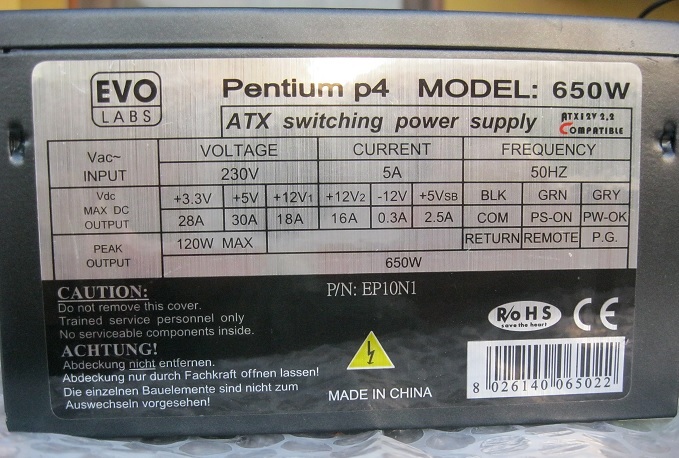 EVO
LABS
Pentium p4 MODEL: 650W
ATX switching power supply
ATX12V 2.2
COMPATIBLE
Vac~
INPUT
VOLTAGE CURRENT FREQUENCY
230V 5A 50HZ
Vdc
MAX DC
OUTPUT
+3.3V +5V +12V1 +12V2 -12V +5VSB BLK GRN GRY
28A 30A 18A 16A 0.3A 2.5A COM PS-ON PW-OK
PEAK
OUTPUT
120W MAX RETURN REMOTE P.G.
650W
P/N: EP10N1
CAUTION:
Do not remove this cover.
Trained service personnel only
No serviceable components inside.
ACHTUNG!
Abdeckung nicht entfernen.
Abdeckung nur durch Fachkraft offnen lassen!
Die einzelnen Bauelemente sind nicht zum
Auswechseln vorgesehen!
MADE IN CHINA
RoHS
save the heart
CE
8 026140 065022